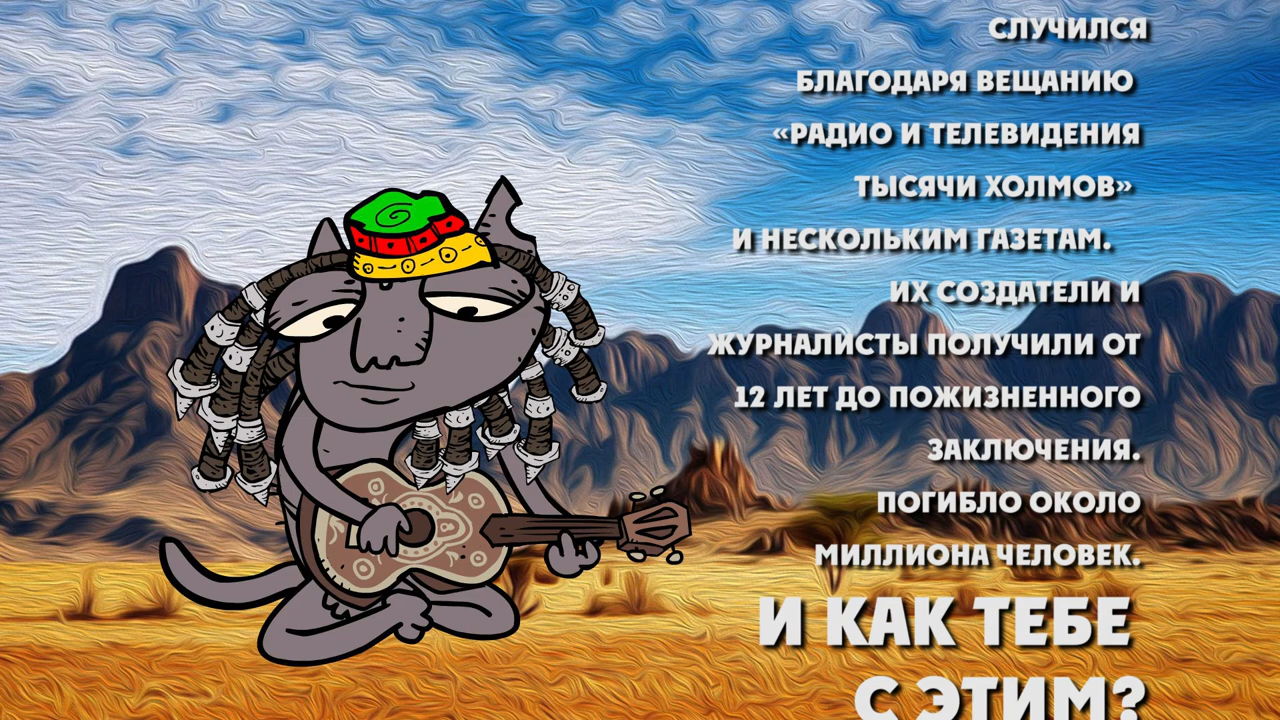 СЛУЧИЛСЯ
БЛАГОДАРЯ ВЕЩАНИЮ
«РАДИО И ТЕЛЕВИДЕНИЯ
ТЫСЯЧИ ХОЛМОВ»
И НЕСКОЛЬКИМ ГАЗЕТАМ.
ИХ СОЗДАТЕЛИ И
ЖУРНАЛИСТЫ ПОЛУЧИЛИ ОТ
12 ЛЕТ ДО ПОЖИЗНЕННОГО
ЗАКЛЮЧЕНИЯ.
ПОГИБЛО ОКОЛО
МИЛЛИОНА ЧЕЛОВЕК.
И КАК ТЕБЕ
С ЭТИМ?